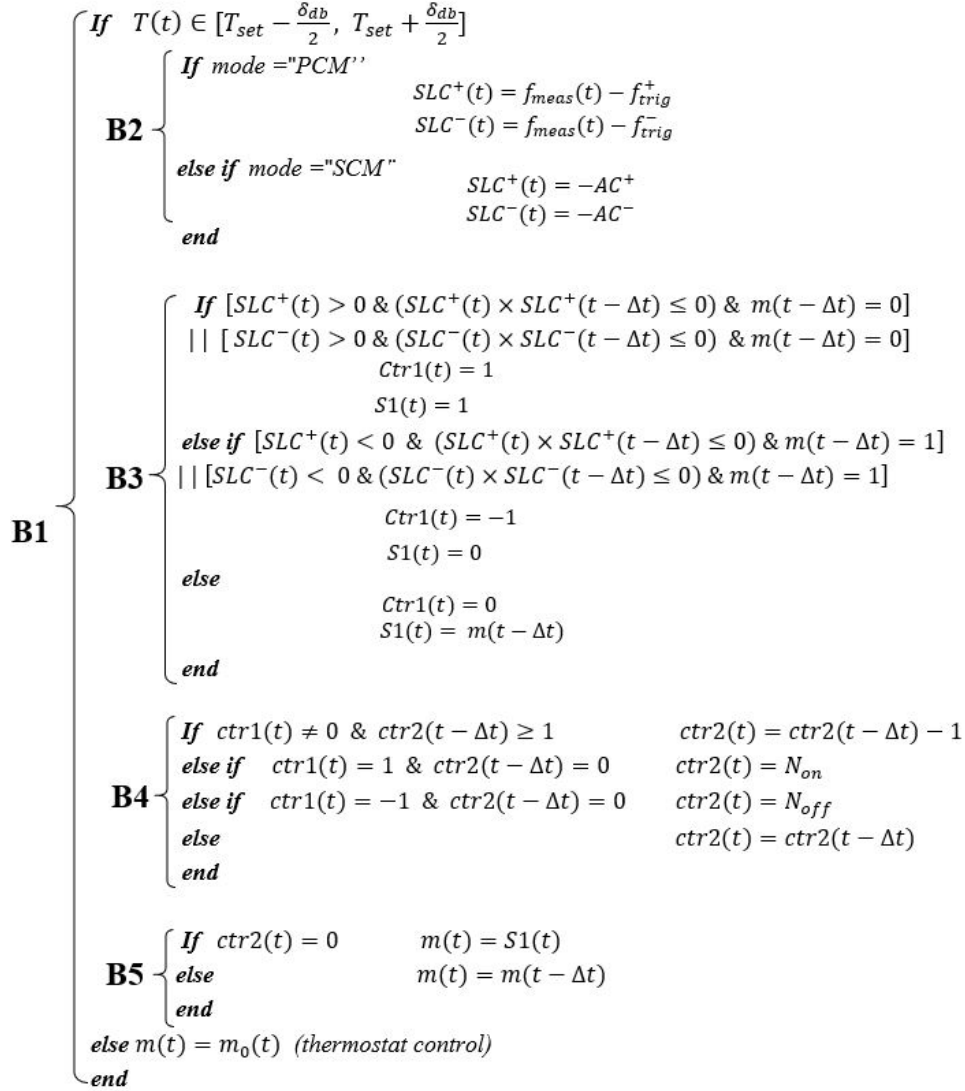 If T(t) ∈ [T_set − δ_db/2, T_set + δ_db/2]
If mode ="PCM’’
SLC⁺(t) = f_meas(t) − f⁺_trig
B2
SLC⁻(t) = f_meas(t) − f⁻_trig
else if mode ="SCM”
SLC⁺(t) = −AC⁺
SLC⁻(t) = −AC⁻
end
If [SLC⁺(t) > 0 & (SLC⁺(t) × SLC⁺(t − Δt) ≤ 0) & m(t − Δt) = 0]
|| [ SLC⁻(t) > 0 & (SLC⁻(t) × SLC⁻(t − Δt) ≤ 0) & m(t − Δt) = 0]
Ctr1(t) = 1
S1(t) = 1
else if [SLC⁺(t) < 0 & (SLC⁺(t) × SLC⁺(t − Δt) ≤ 0) & m(t − Δt) = 1]
B3 || [SLC⁻(t) < 0 & (SLC⁻(t) × SLC⁻(t − Δt) ≤ 0) & m(t − Δt) = 1]
Ctr1(t) = −1
B1
S1(t) = 0
else
Ctr1(t) = 0
S1(t) = m(t − Δt)
end
If ctr1(t) ≠ 0 & ctr2(t − Δt) ≥ 1 ctr2(t) = ctr2(t − Δt) − 1
else if ctr1(t) = 1 & ctr2(t − Δt) = 0 ctr2(t) = N_on
B4 else if ctr1(t) = −1 & ctr2(t − Δt) = 0 ctr2(t) = N_off
else ctr2(t) = ctr2(t − Δt)
end
If ctr2(t) = 0 m(t) = S1(t)
B5 else m(t) = m(t − Δt)
end
else m(t) = m₀(t) (thermostat control)
end